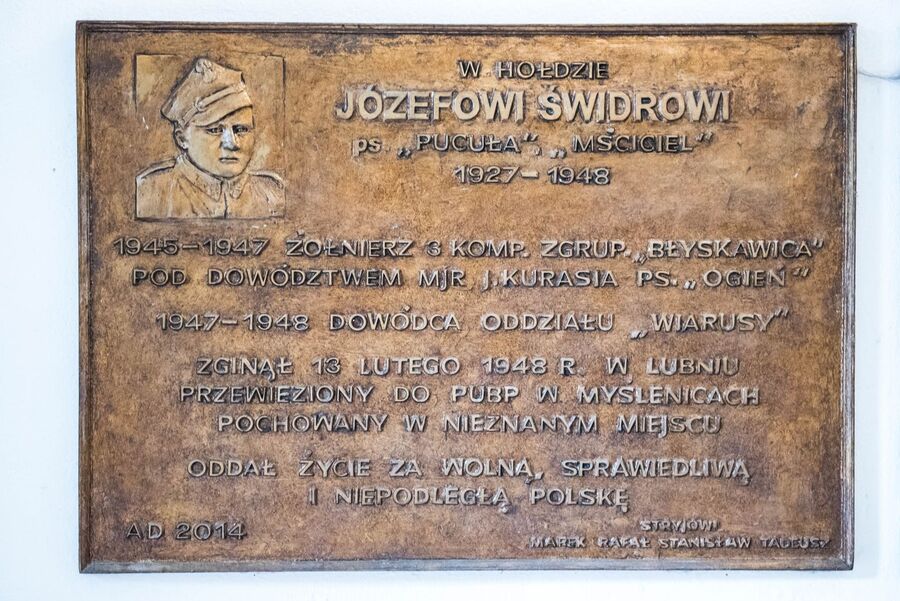 W HOŁDZIE
JÓZEFOWI ŚWIDROWI
ps. „PUCUŁA”, „MŚCICIEL”
1927-1948
1945-1947 ŻOŁNIERZ 3 KOMP. ZGRUP. „BŁYSKAWICA”
POD DOWÓDZTWEM MJR J. KURASIA PS. „OGIEŃ”
1947-1948 DOWÓDCA ODDZIAŁU „WIARUSY”
ZGINĄŁ 13 LUTEGO 1948 R. W LUBNIU
PRZEWIEZIONY DO PUBP W MYŚLENICACH
POCHOWANY W NIEZNANYM MIEJSCU
ODDAŁ ŻYCIE ZA WOLNĄ, SPRAWIEDLIWĄ
I NIEPODLEGŁĄ POLSKĘ
AD 2014
STRYJOWI
MAREK RAFAŁ STANISŁAW TADEUSZ